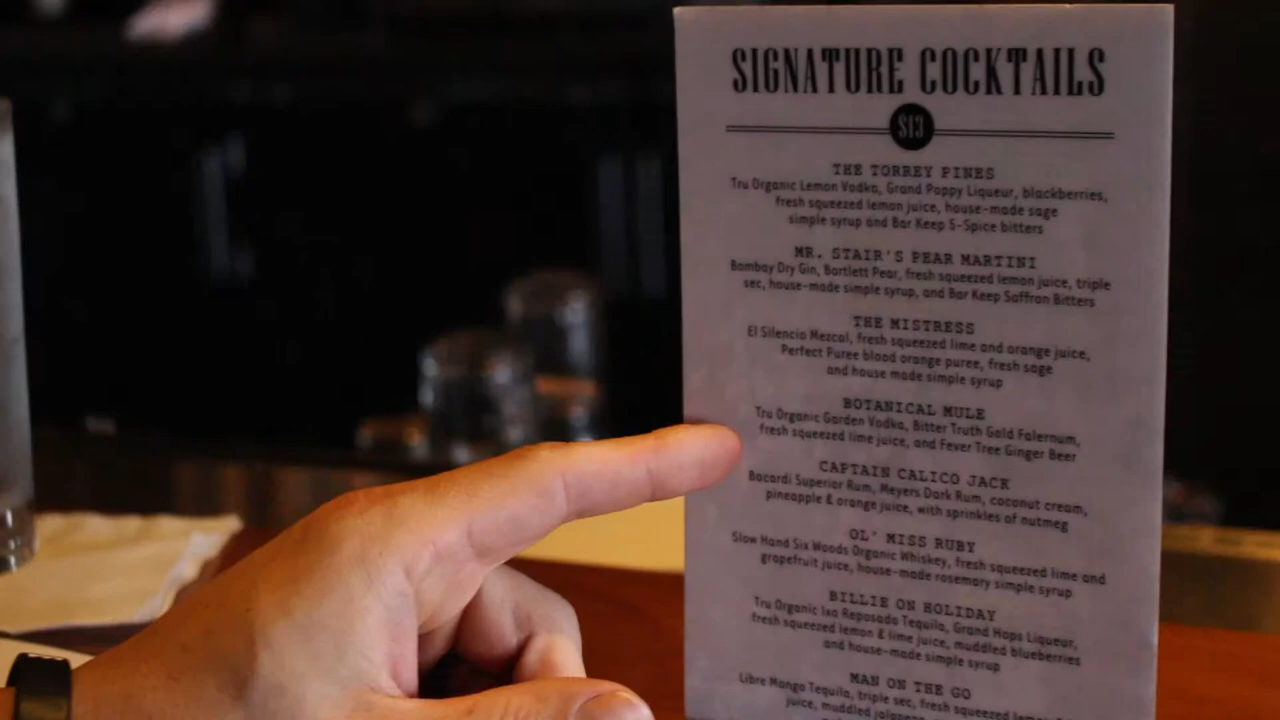 SIGNATURE COCKTAILS
$13
THE TORREY PINES
Tru Organic Lemon Vodka, Grand Poppy Liqueur, blackberries,
fresh squeezed lemon juice, house-made sage
simple syrup and Bar Keep 5-Spice bitters
MR. STAIR'S PEAR MARTINI
Bombay Dry Gin, Bartlett Pear, fresh squeezed lemon juice, triple
sec, house-made simple syrup, and Bar Keep Saffron Bitters
THE MISTRESS
El Silencio Mezcal, fresh squeezed lime and orange juice,
Perfect Puree blood orange puree, fresh sage
and house made simple syrup
BOTANICAL MULE
Tru Organic Garden Vodka, Bitter Truth Gold Falernum,
fresh squeezed lime juice, and Fever Tree Ginger Beer
CAPTAIN CALICO JACK
Bacardi Superior Rum, Meyers Dark Rum, coconut cream,
pineapple & orange juice, with sprinkles of nutmeg
OL' MISS RUBY
Slow Hand Six Woods Organic Whiskey, fresh squeezed lime and
grapefruit juice, house-made rosemary simple syrup
BILLIE ON HOLIDAY
Tru Organic Ixa Reposado Tequila, Grand Hops Liqueur,
fresh squeezed lemon & lime juice, muddled blueberries
and house-made simple syrup
MAN ON THE GO
Libre Mango Tequila, triple sec, fresh squeezed
juice, muddled